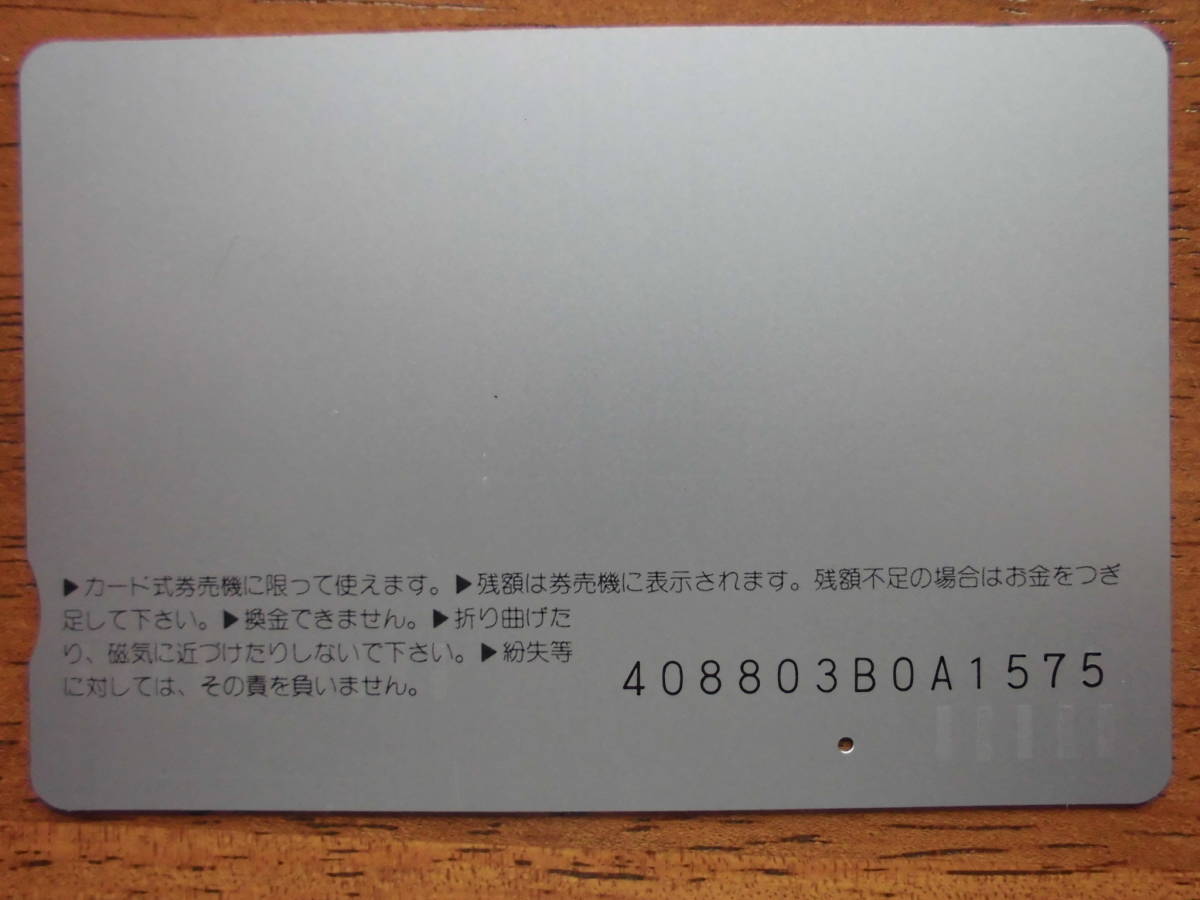 ▶カード式券売機に限って使えます。▶残額は券売機に表示されます。残額不足の場合はお金をつぎ
足して下さい。▶換金できません。▶折り曲げた
り、磁気に近づけたりしないで下さい。▶紛失等
に対しては、その責を負いません。
408803B0A1575